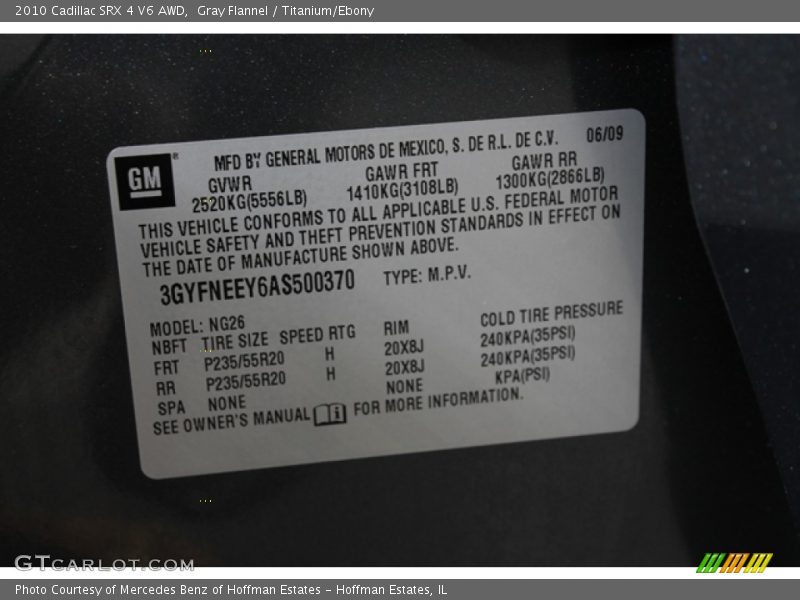 2010 Cadillac SRX 4 V6 AWD, Gray Flannel / Titanium/Ebony
GM® MFD BY GENERAL MOTORS DE MEXICO, S. DE R.L. DE C.V. 06/09
GVWR GAWR FRT GAWR RR
2520KG(5556LB) 1410KG(3108LB) 1300KG(2866LB)
THIS VEHICLE CONFORMS TO ALL APPLICABLE U.S. FEDERAL MOTOR
VEHICLE SAFETY AND THEFT PREVENTION STANDARDS IN EFFECT ON
THE DATE OF MANUFACTURE SHOWN ABOVE.
3GYFNEEY6AS500370 TYPE: M.P.V.
MODEL: NG26
NBFT TIRE SIZE SPEED RTG RIM COLD TIRE PRESSURE
FRT P235/55R20 H 20X8J 240KPA(35PSI)
RR P235/55R20 H 20X8J 240KPA(35PSI)
SPA NONE NONE KPA(PSI)
SEE OWNER'S MANUAL FOR MORE INFORMATION.
GTCARLOT.COM
Photo Courtesy of Mercedes Benz of Hoffman Estates - Hoffman Estates, IL